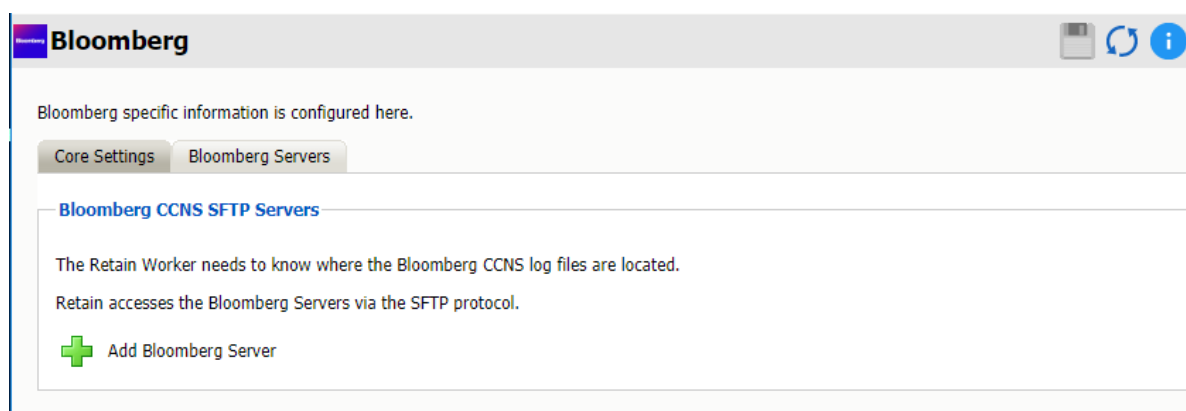 Bloomberg
Bloomberg specific information is configured here.
Core Settings Bloomberg Servers
Bloomberg CCNS SFTP Servers
The Retain Worker needs to know where the Bloomberg CCNS log files are located.
Retain accesses the Bloomberg Servers via the SFTP protocol.
Add Bloomberg Server